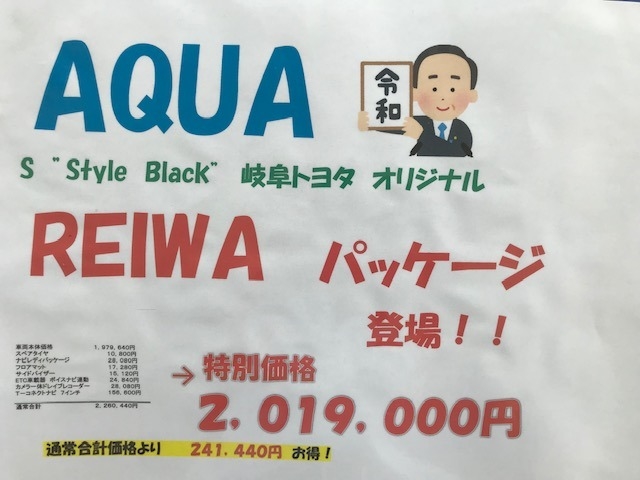 AQUA
令和
S "Style Black" 岐阜トヨタ オリジナル
REIWA パッケージ
登場！！
車両本体価格 1,979,640円
スペアタイヤ 10,800円
ナビレディパッケージ 28,080円
フロアマット 17,280円
サイドバイザー 15,120円
ETC車載器 ボイスナビ連動 24,840円
カメラ一体ドレイブレコーダー 28,080円
T－コネクトナビ 7インチ 156,600円
通常合計 2,260,440円
→ 特別価格
2,019,000円
通常合計価格より 241,440円 お得！